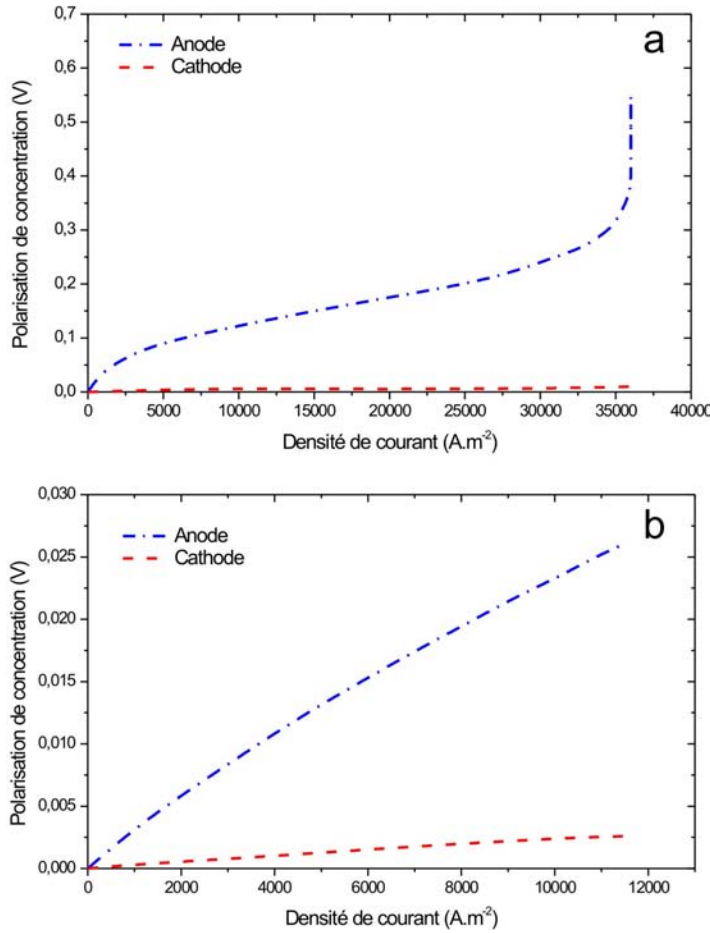 0,7
0,6
0,5
0,4
0,3
0,2
0,1
0,0
Polarisation de concentration (V)
Anode
Cathode
a
0 5000 10000 15000 20000 25000 30000 35000 40000
Densité de courant (A.m-2)
0,030
0,025
0,020
0,015
0,010
0,005
0,000
Polarisation de concentration (V)
Anode
Cathode
b
0 2000 4000 6000 8000 10000 12000
Densité de courant (A.m-2)